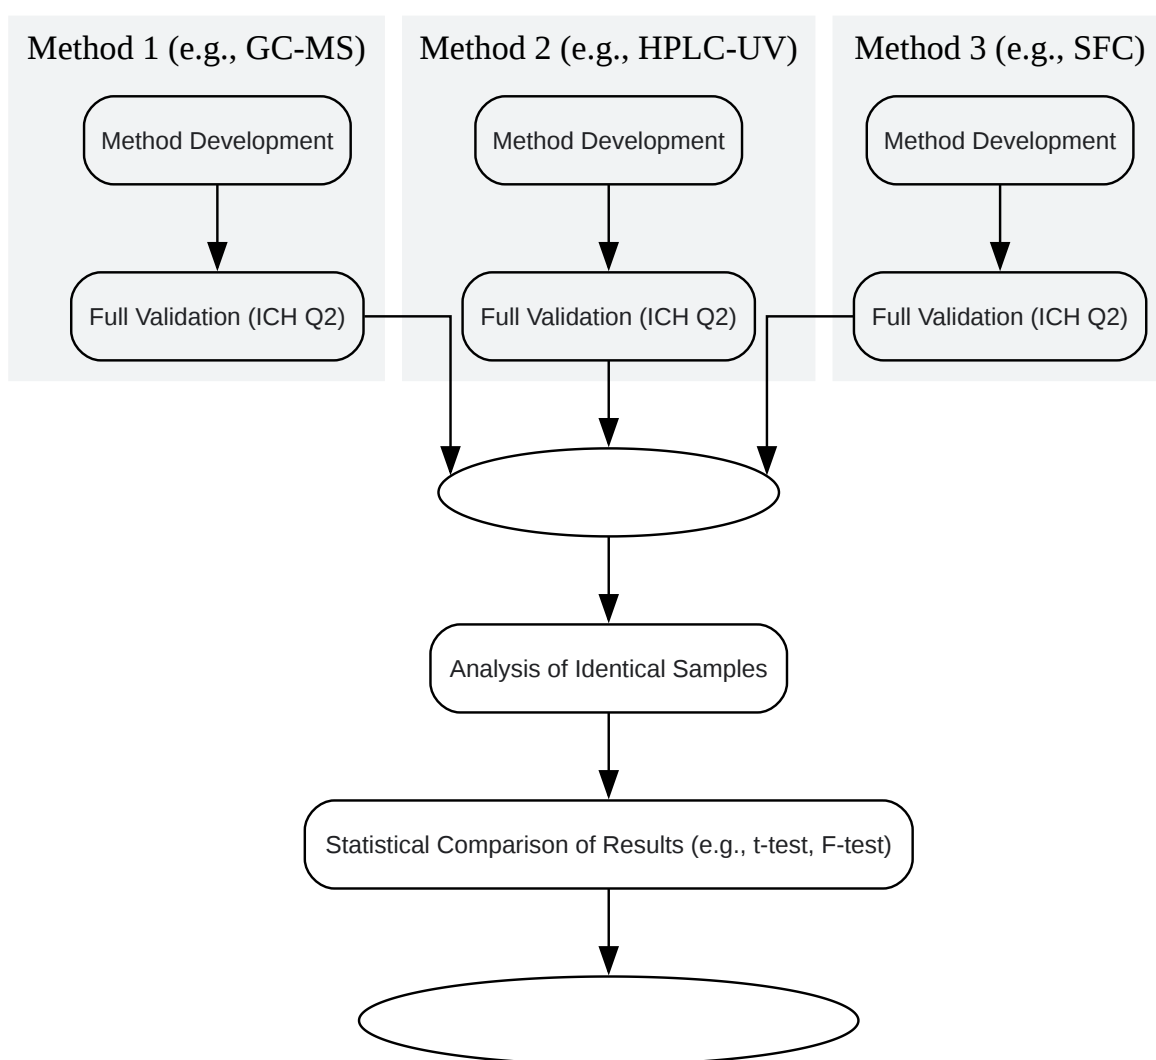 Method 1 (e.g., GC-MS)
Method 2 (e.g., HPLC-UV)
Method 3 (e.g., SFC)
Method Development
Method Development
Method Development
Full Validation (ICH Q2)
Full Validation (ICH Q2)
Full Validation (ICH Q2)
Analysis of Identical Samples
Statistical Comparison of Results (e.g., t-test, F-test)